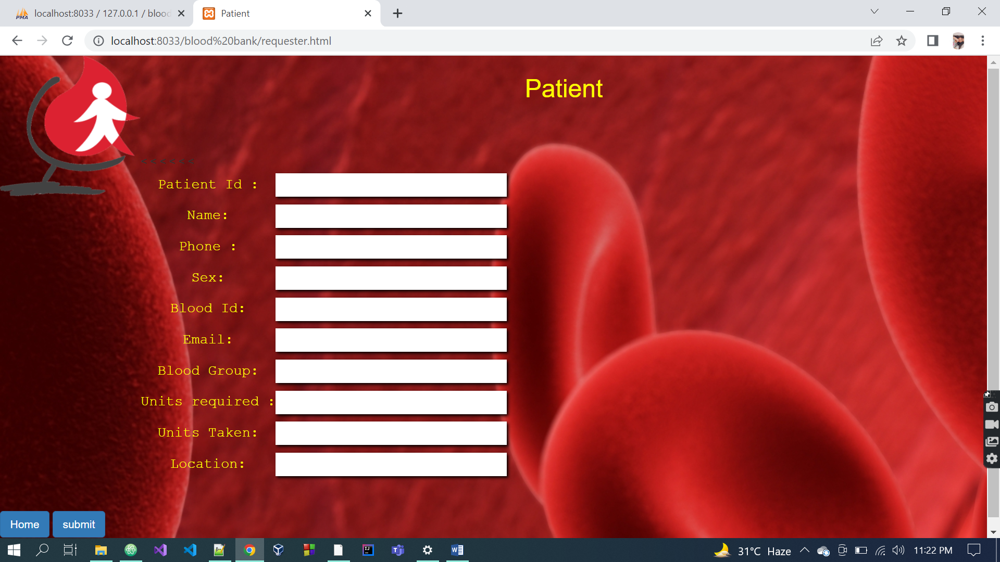 localhost:8033 / 127.0.0.1 / blood
Patient
localhost:8033/blood%20bank/requester.html
Patient
< < < < < <
Patient Id :
Name:
Phone :
Sex:
Blood Id:
Email:
Blood Group:
Units required :
Units Taken:
Location:
Home
submit
31°C Haze
11:22 PM